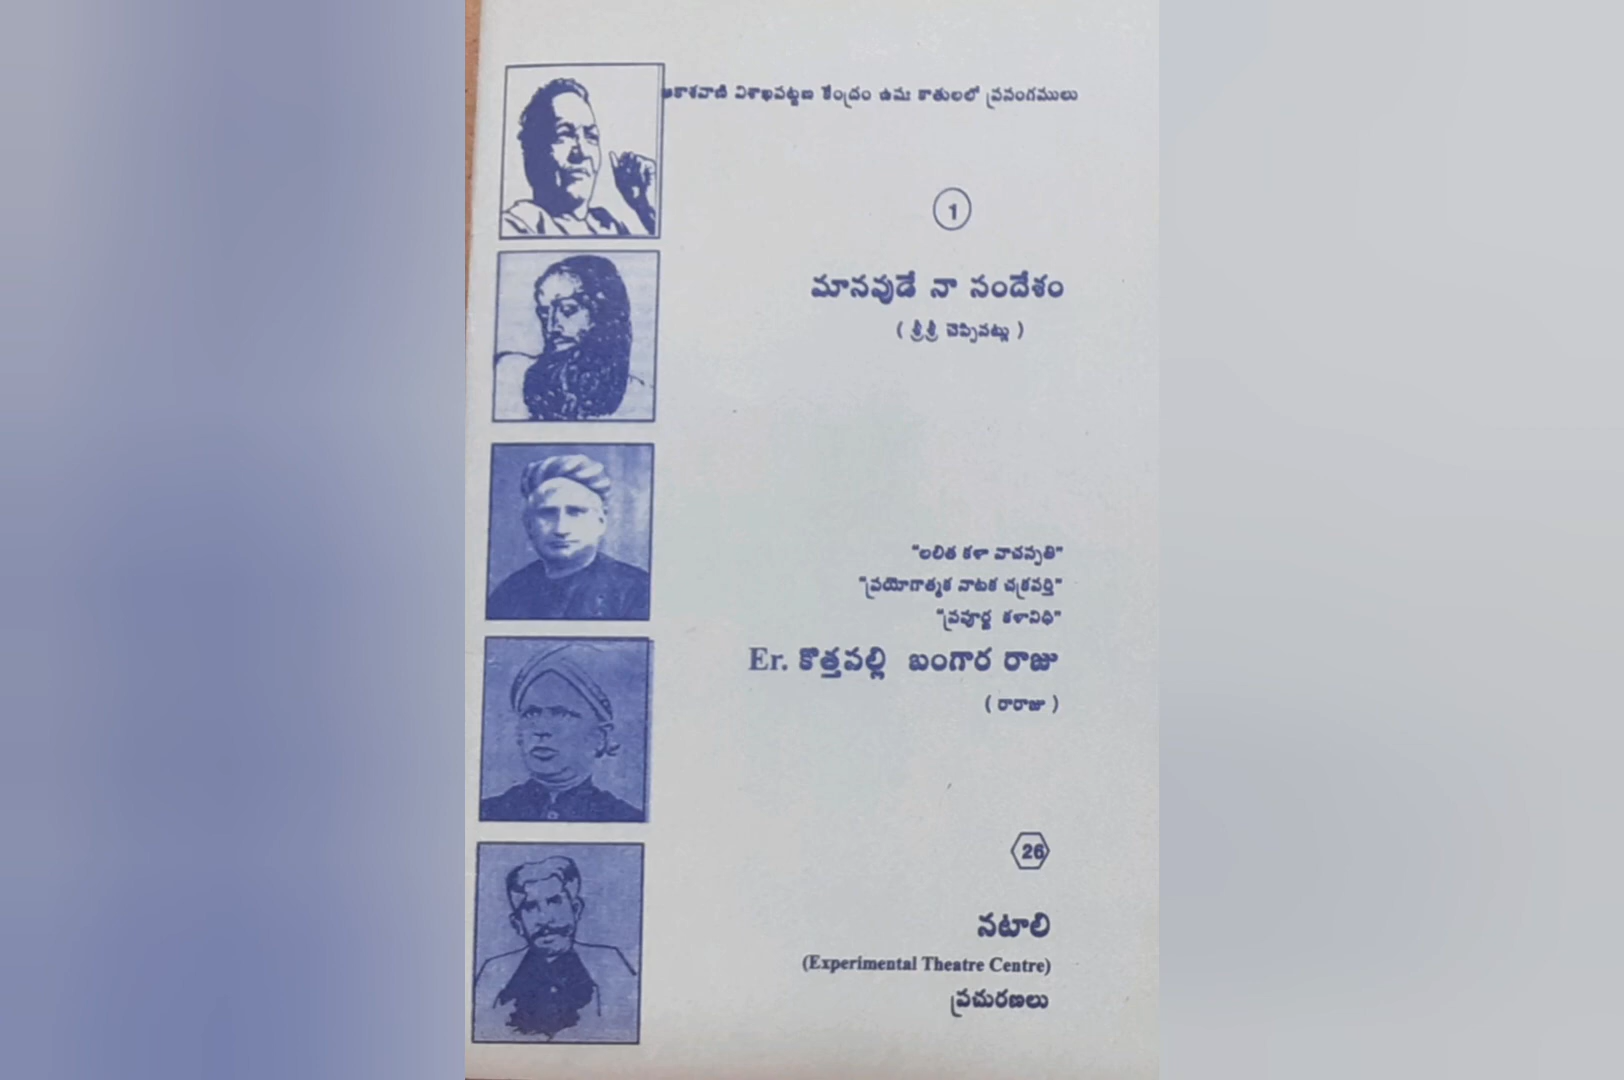 ఆకాశవాణి విశాఖపట్టణ కేంద్రం ఉషః కాతులలో ప్రసంగములు
1
మానవుడే నా సందేశం
( శ్రీశ్రీ చెప్పినట్లు )
"లలిత కళా వాచస్పతి"
"ప్రయోగాత్మక నాటక చక్రవర్తి"
"ప్రపూర్ణ కళానిధి"
Er. కొత్తపల్లి బంగార రాజు
( రారాజు )
26
నటాలి
(Experimental Theatre Centre)
ప్రచురణలు